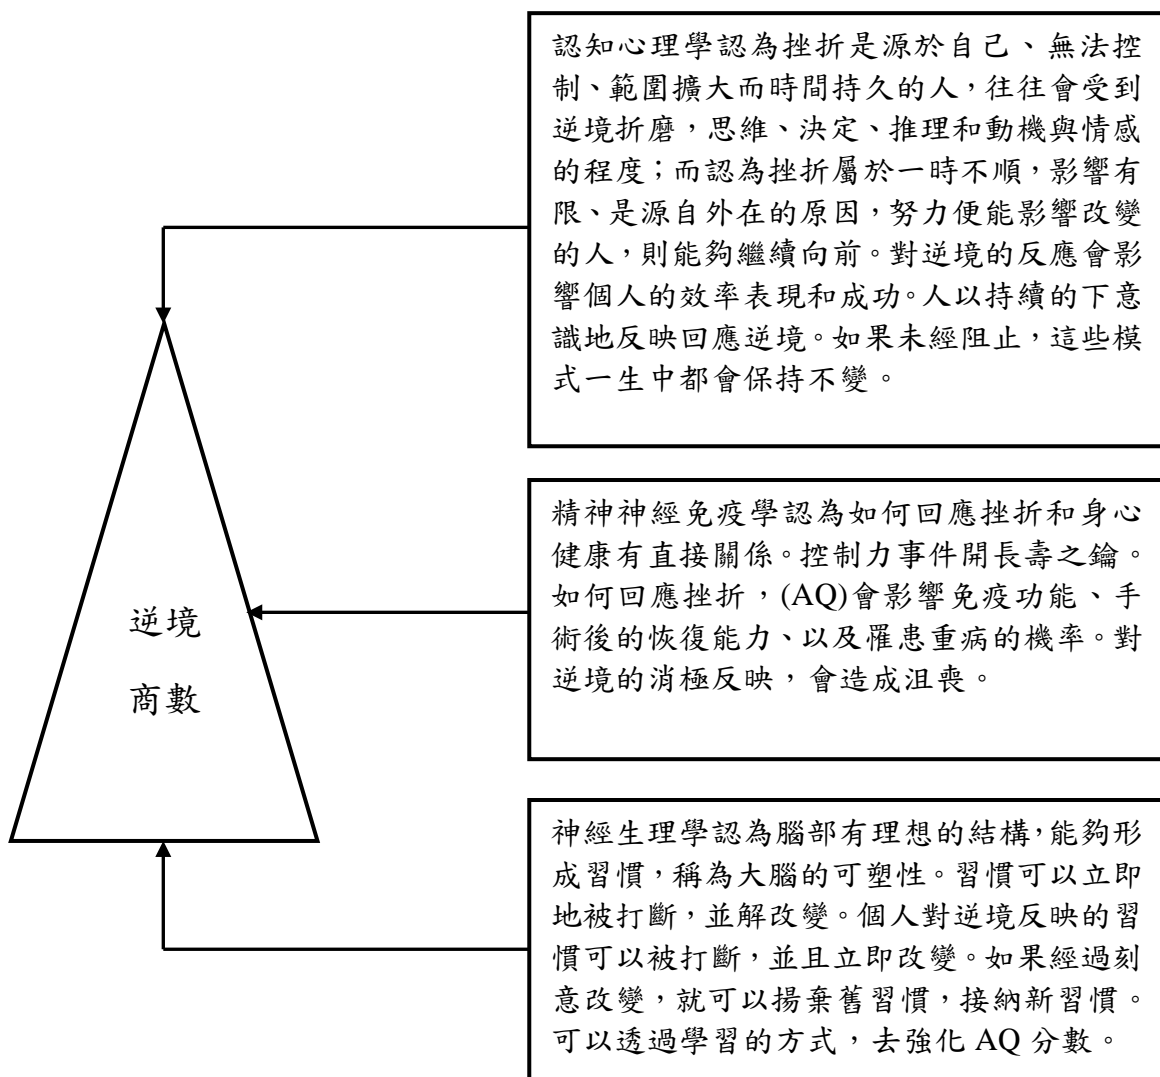 認知心理學認為挫折是源於自己、無法控
制、範圍擴大而時間持久的人，往往會受到
逆境折磨，思維、決定、推理和動機與情感
的程度；而認為挫折屬於一時不順，影響有
限、是源自外在的原因，努力便能影響改變
的人，則能夠繼續向前。對逆境的反應會影
響個人的效率表現和成功。人以持續的下意
識地反映回應逆境。如果未經阻止，這些模
式一生中都會保持不變。
精神神經免疫學認為如何回應挫折和身心
健康有直接關係。控制力事件開長壽之鑰。
如何回應挫折，(AQ)會影響免疫功能、手
術後的恢復能力、以及罹患重病的機率。對
逆境的消極反映，會造成沮喪。
逆境
商數
神經生理學認為腦部有理想的結構，能夠形
成習慣，稱為大腦的可塑性。習慣可以立即
地被打斷，並解改變。個人對逆境反映的習
慣可以被打斷，並且立即改變。如果經過刻
意改變，就可以揚棄舊習慣，接納新習慣。
可以透過學習的方式，去強化 AQ 分數。